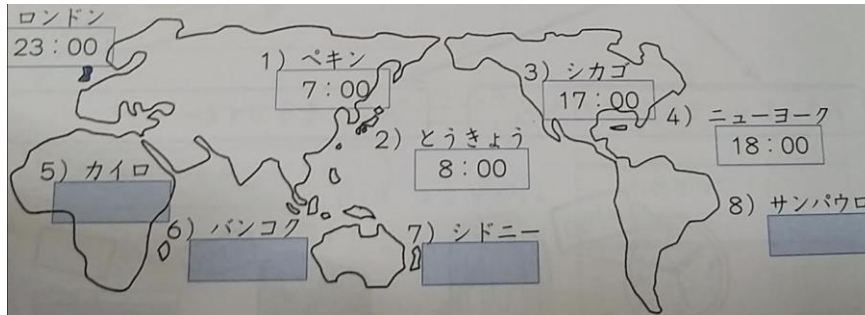 ロンドン
23：00
1）ペキン
7：00
2）とうきょう
8：00
3）シカゴ
17：00
4）ニューヨーク
18：00
5）カイロ
6）バンコク
7）シドニー
8）サンパウロ